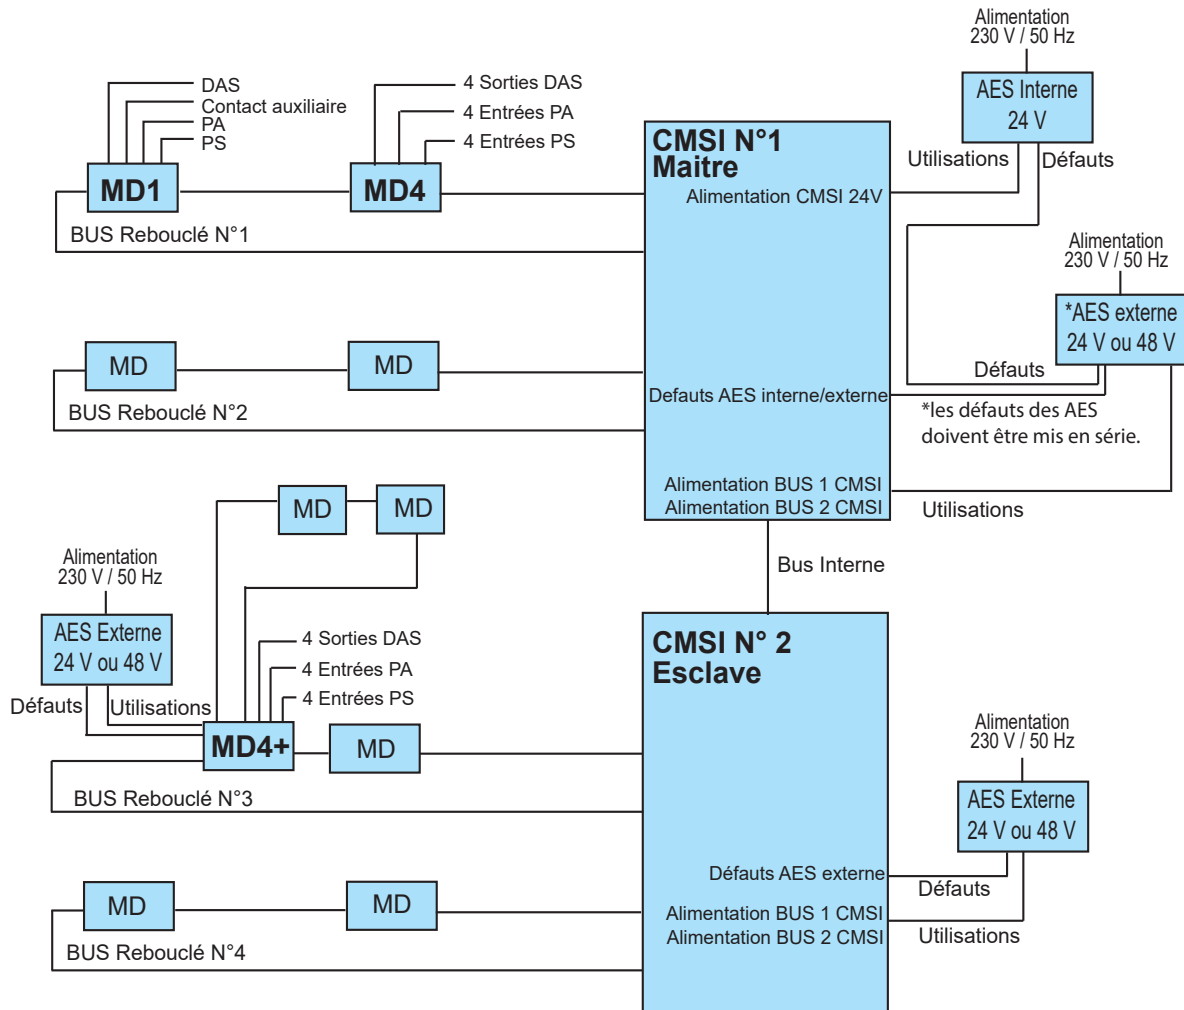 Alimentation
230 V / 50 Hz
AES Interne
24 V
Utilisations
Défauts
DAS
Contact auxiliaire
PA
PS
4 Sorties DAS
4 Entrées PA
4 Entrées PS
MD1
MD4
BUS Rebouclé N°1
CMSI N°1
Maitre
Alimentation CMSI 24V
Alimentation
230 V / 50 Hz
*AES externe
24 V ou 48 V
Défauts
MD
MD
BUS Rebouclé N°2
Defauts AES interne/externe
*les défauts des AES
doivent être mis en série.
Alimentation BUS 1 CMSI
Alimentation BUS 2 CMSI
Utilisations
MD
MD
Bus Interne
Alimentation
230 V / 50 Hz
AES Externe
24 V ou 48 V
Défauts
Utilisations
4 Sorties DAS
4 Entrées PA
4 Entrées PS
MD4+
MD
BUS Rebouclé N°3
CMSI N° 2
Esclave
Alimentation
230 V / 50 Hz
AES Externe
24 V ou 48 V
Défauts AES externe
Défauts
Alimentation BUS 1 CMSI
Alimentation BUS 2 CMSI
Utilisations
MD
MD
BUS Rebouclé N°4